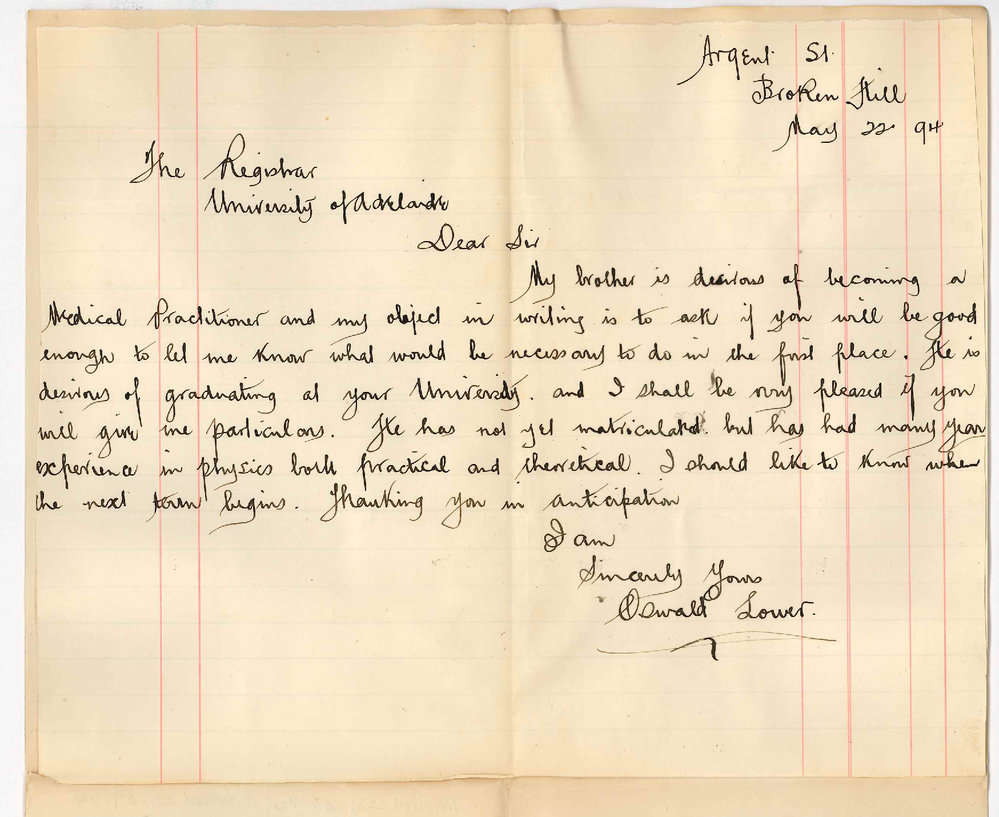 Argent St.
Broken Hill
May 22 94
The Registrar
University of Adelaide
Dear Sir
My brother is desirous of becoming a
Medical Practitioner and my object in writing is to ask if you will be good
enough to let me know what would be necessary to do in the first place. He is
desirous of graduating at your University. and I shall be very pleased if you
will give me particulars. He has not yet matriculated. but has had many years
experience in physics both practical and theoretical. I should like to know when
the next term begins. Thanking you in anticipation
I am
Sincerely Yours
Oswald Lower.